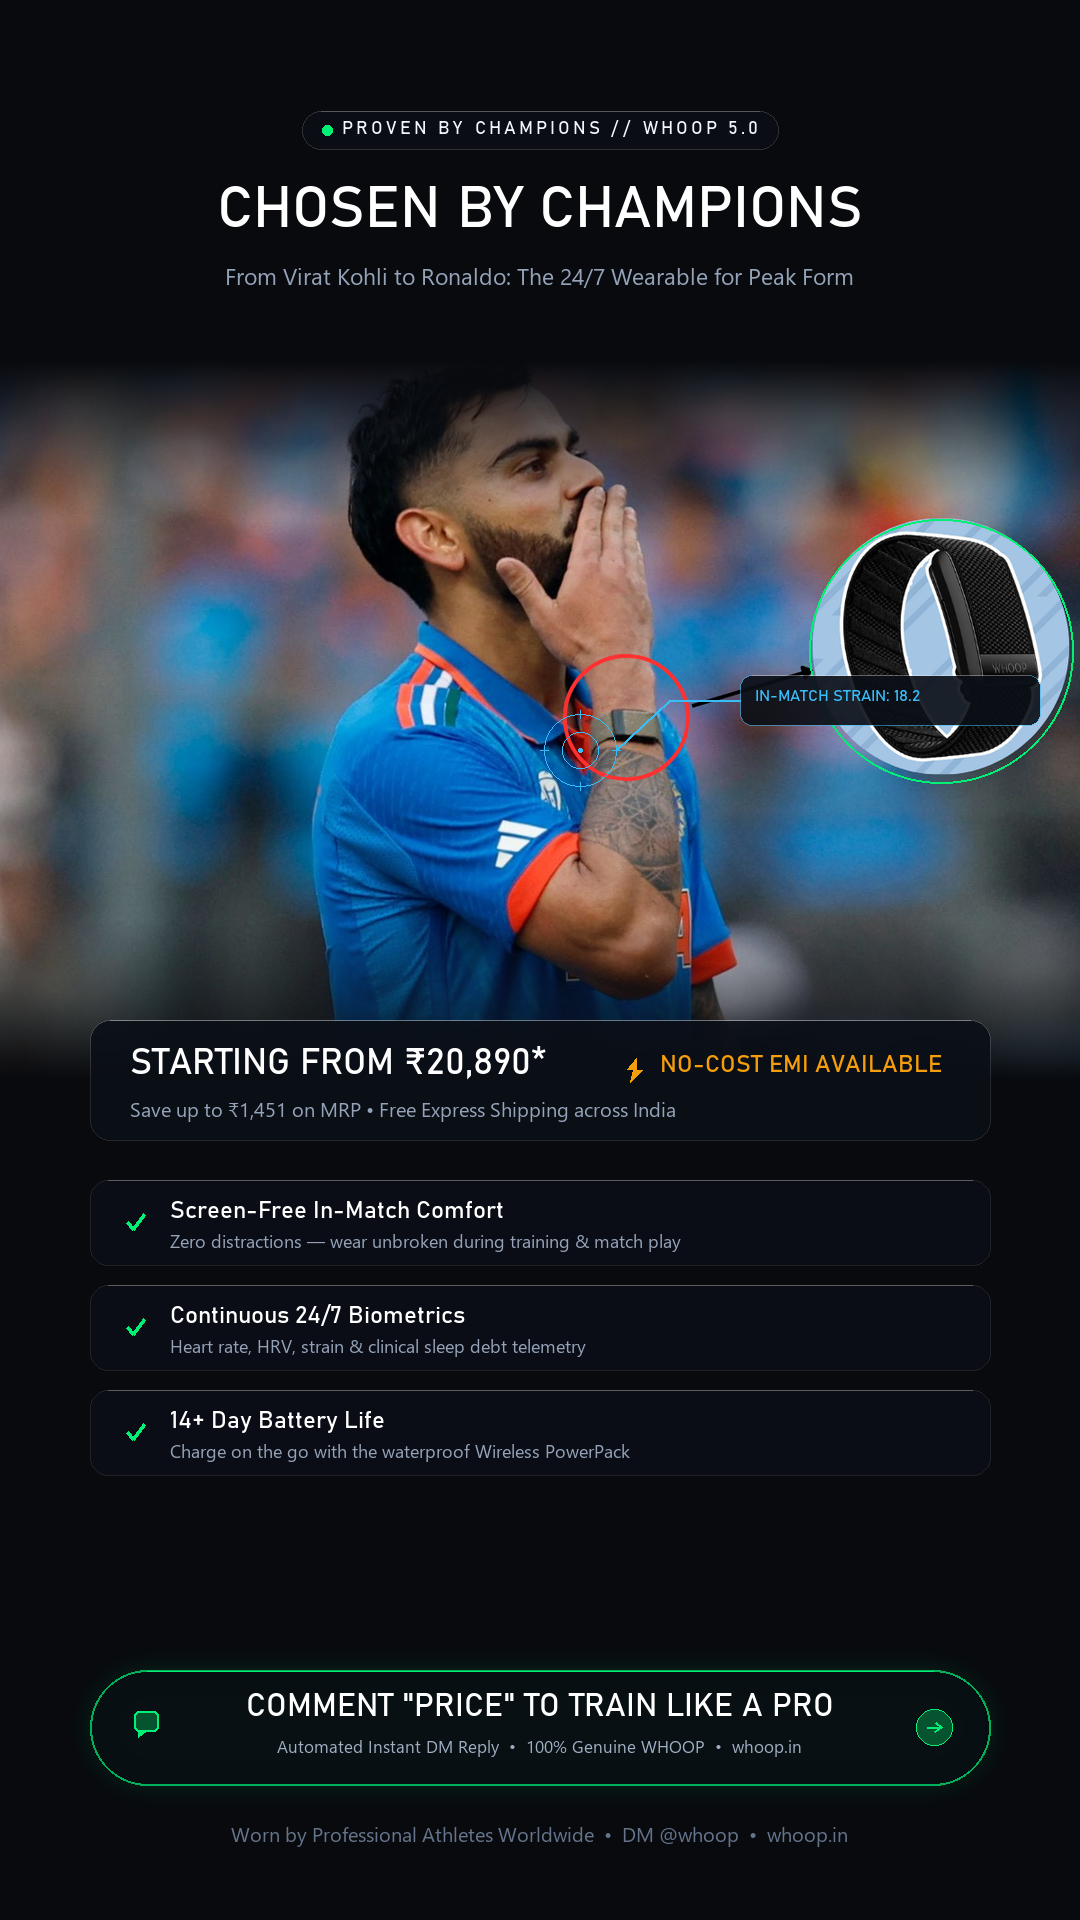 PROVEN BY CHAMPIONS // WHOOP 5.0
CHOSEN BY CHAMPIONS
From Virat Kohli to Ronaldo: The 24/7 Wearable for Peak Form
WHOOP
IN-MATCH STRAIN: 18.2
STARTING FROM ₹20,890*
NO-COST EMI AVAILABLE
Save up to ₹1,451 on MRP • Free Express Shipping across India
Screen-Free In-Match Comfort
Zero distractions — wear unbroken during training & match play
Continuous 24/7 Biometrics
Heart rate, HRV, strain & clinical sleep debt telemetry
14+ Day Battery Life
Charge on the go with the waterproof Wireless PowerPack
COMMENT "PRICE" TO TRAIN LIKE A PRO
Automated Instant DM Reply • 100% Genuine WHOOP • whoop.in
Worn by Professional Athletes Worldwide • DM @whoop • whoop.in